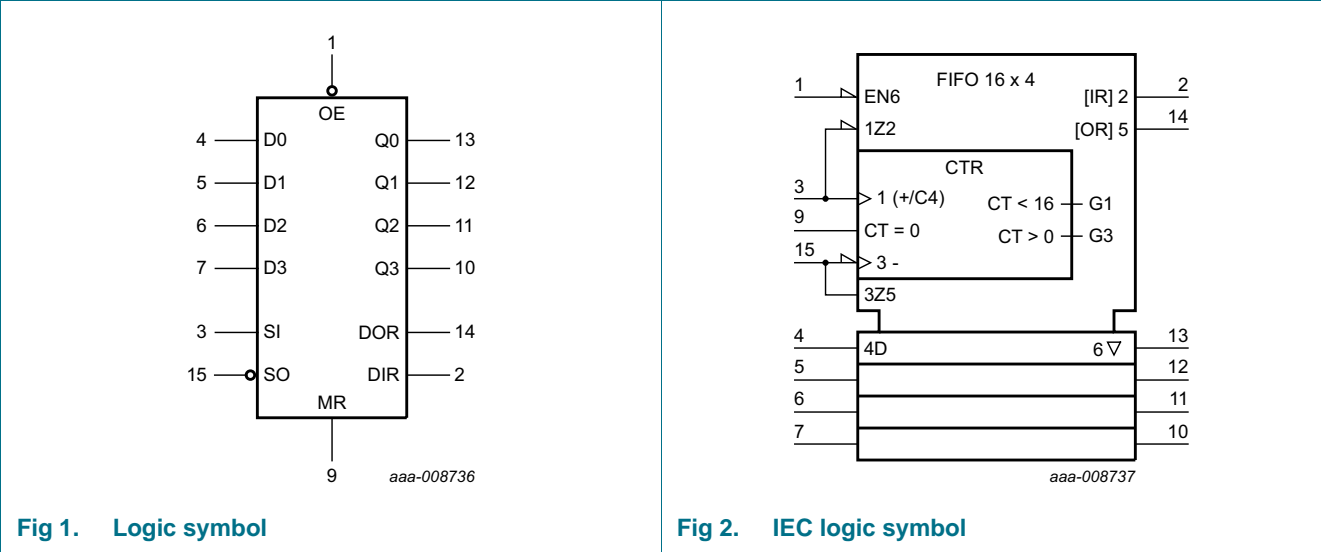 1
OE
4 D0 Q0 13
5 D1 Q1 12
6 D2 Q2 11
7 D3 Q3 10
3 SI DOR 14
15 SO DIR 2
MR
9
aaa-008736
Fig 1. Logic symbol
FIFO 16 x 4
1 EN6 [IR] 2 2
1Z2 [OR] 5 14
CTR
3 1 (+/C4) CT < 16 G1
9 CT = 0 CT > 0 G3
15 3 -
3Z5
4 4D 6 ▽ 13
5 12
6 11
7 10
aaa-008737
Fig 2. IEC logic symbol